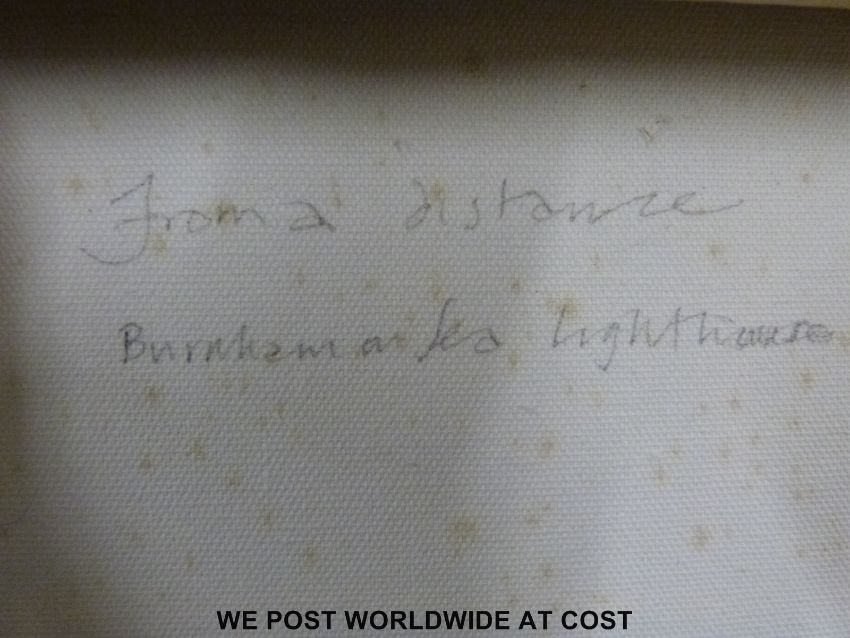 From a distance
Burnham on Sea lighthouse
WE POST WORLDWIDE AT COST